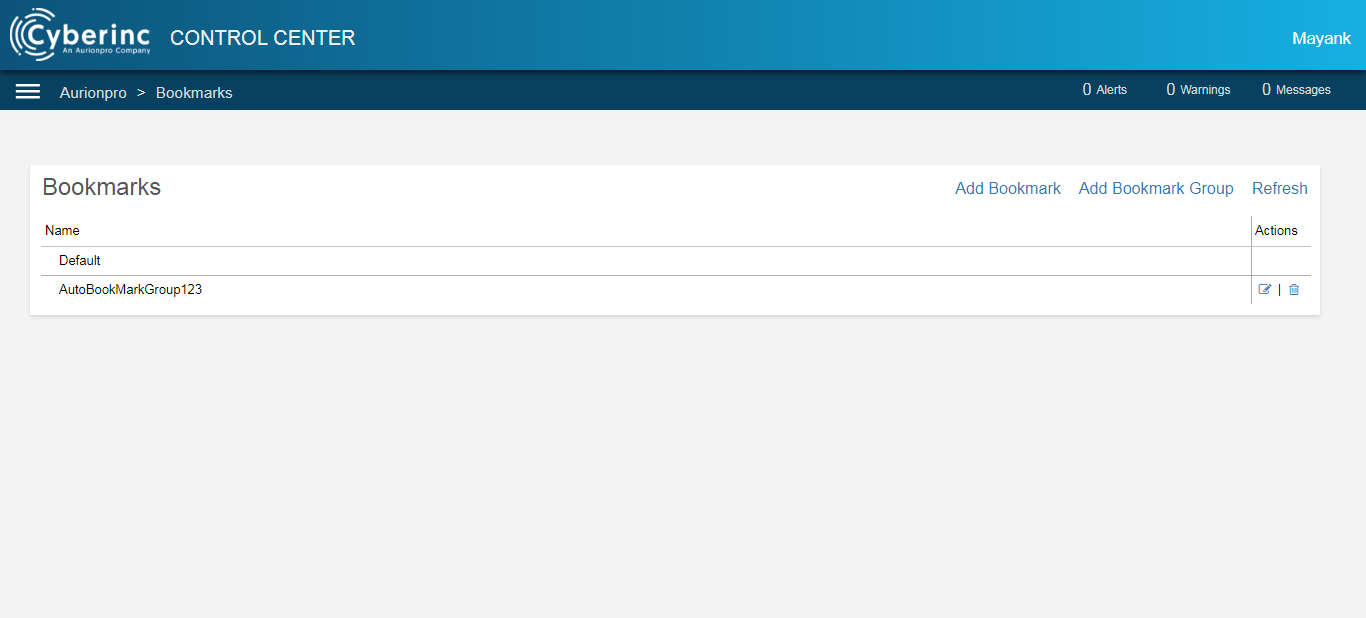 Cyberinc
An Aurionpro Company
CONTROL CENTER
Mayank
Aurionpro > Bookmarks
0 Alerts
0 Warnings
0 Messages
Bookmarks
Add Bookmark
Add Bookmark Group
Refresh
Name
Actions
Default
AutoBookMarkGroup123
|